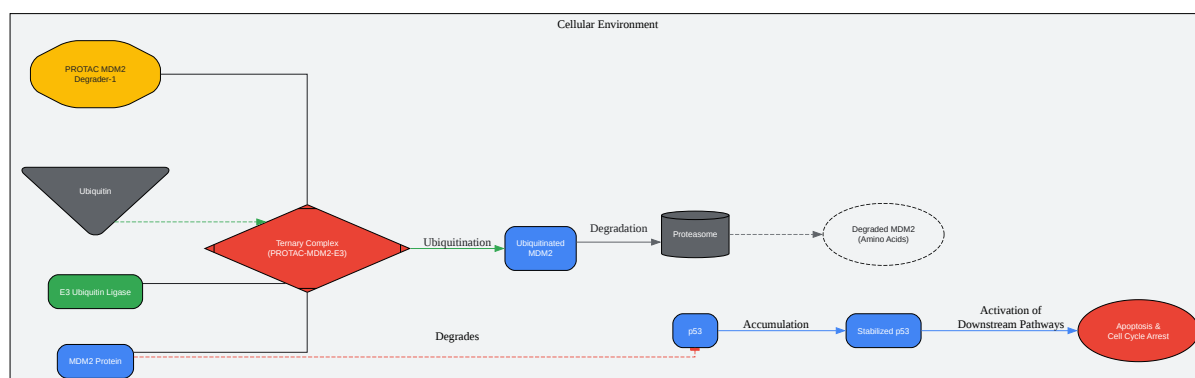 Cellular Environment
PROTAC MDM2
Degrader-1
Ubiquitin
Ternary Complex
(PROTAC-MDM2-E3)
Ubiquitination
Ubiquitinated
MDM2
Degradation
Proteasome
Degraded MDM2
(Amino Acids)
E3 Ubiquitin Ligase
MDM2 Protein
Degrades
p53
Accumulation
Stabilized p53
Activation of
Downstream Pathways
Apoptosis &
Cell Cycle Arrest